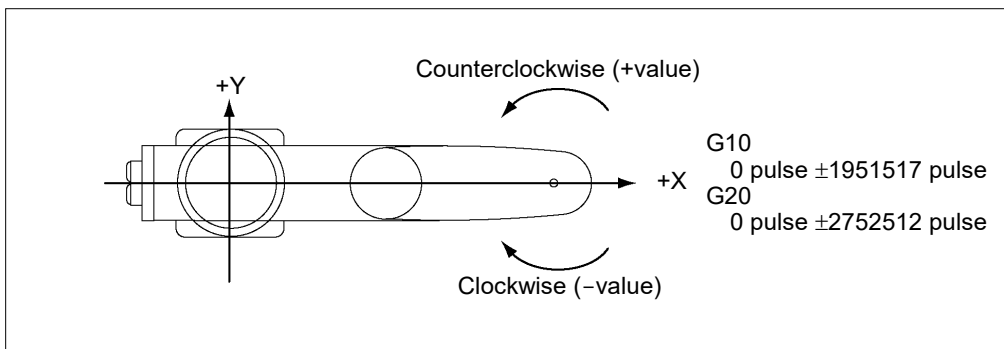 Counterclockwise (+value)
+Y
G10
0 pulse ±1951517 pulse
+X
G20
0 pulse ±2752512 pulse
Clockwise (−value)